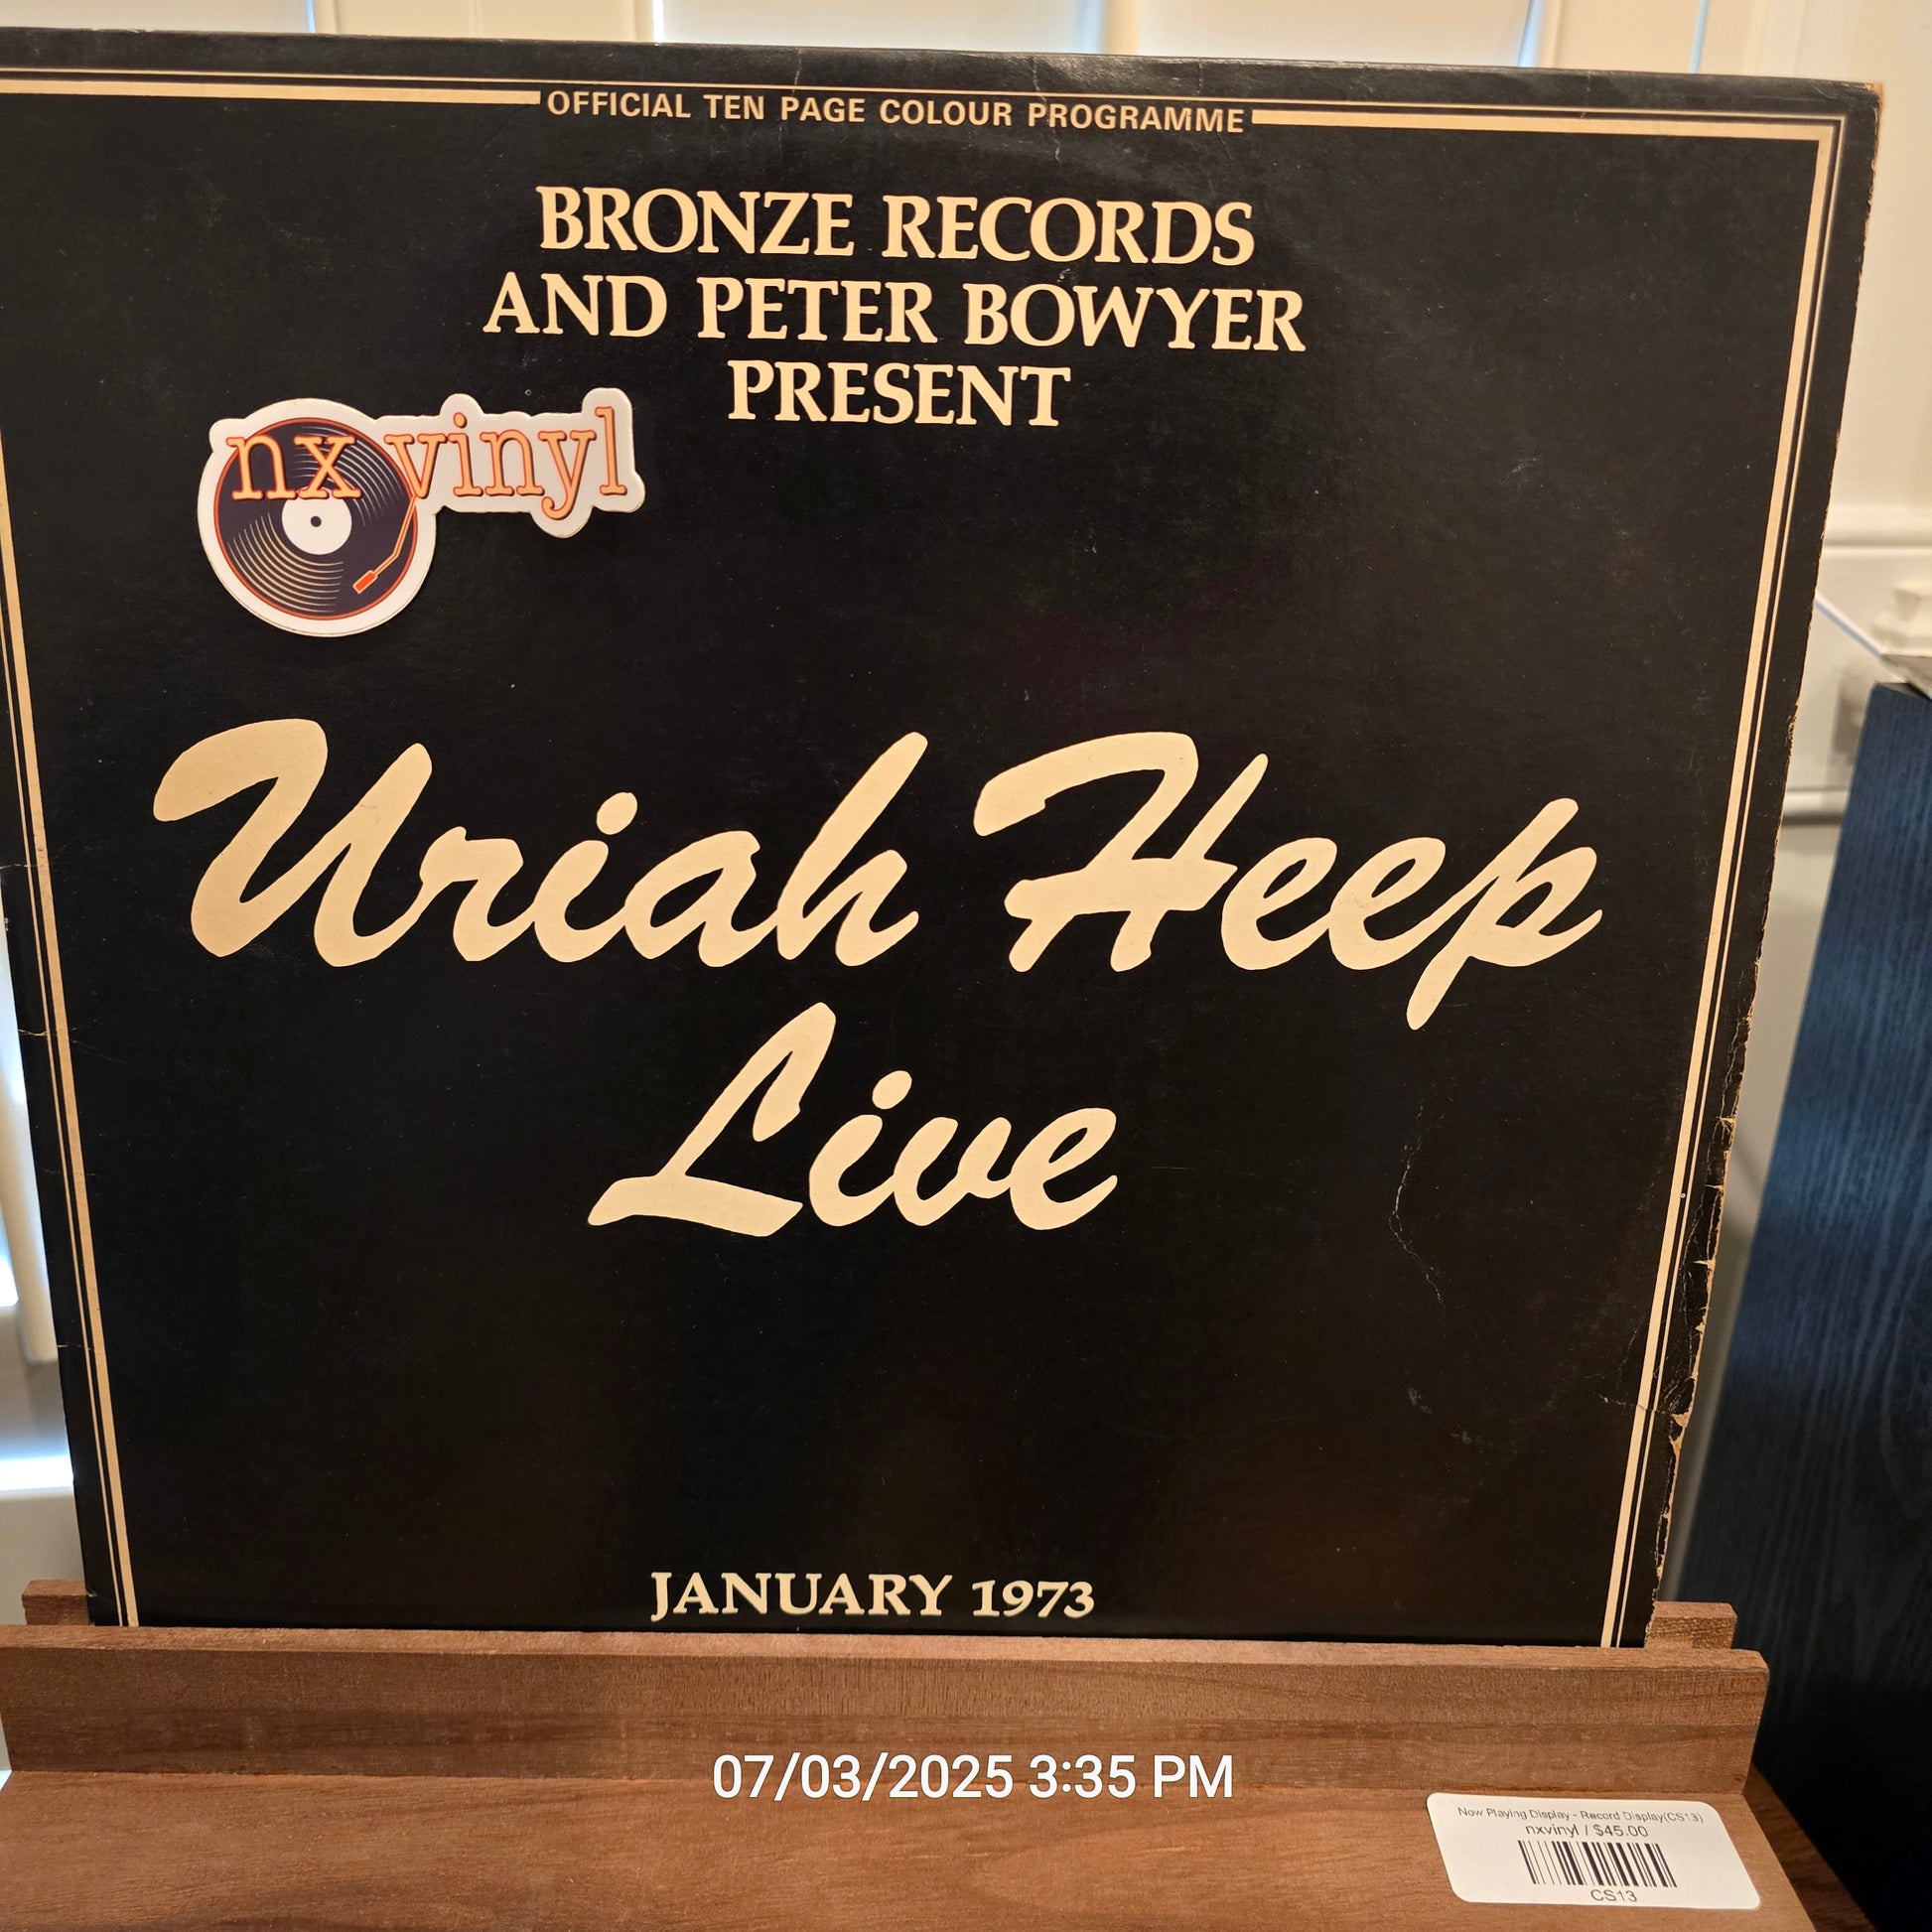 OFFICIAL TEN PAGE COLOUR PROGRAMME
BRONZE RECORDS
AND PETER BOWYER
PRESENT
nx vinyl
Uriah Heep
Live
JANUARY 1973
07/03/2025 3:35 PM
Now Playing Display - Record Display(CS13)
nxvinyl / $45.00
CS13